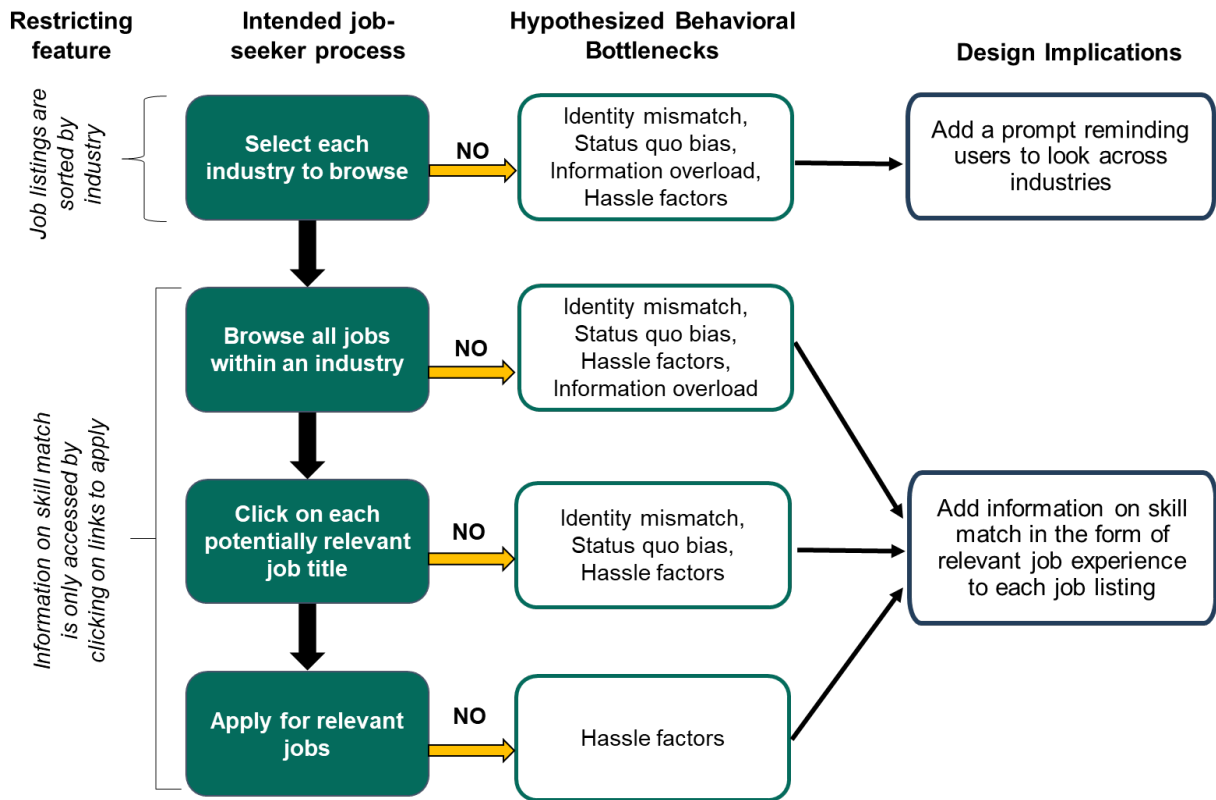 Restricting
feature
Intended job-
seeker process
Hypothesized Behavioral
Bottlenecks
Design Implications
Job listings are
sorted by
industry
Select each
industry to browse
NO
Identity mismatch,
Status quo bias,
Information overload,
Hassle factors
Add a prompt reminding
users to look across
industries
Information on skill match
is only accessed by
clicking on links to apply
Browse all jobs
within an industry
NO
Identity mismatch,
Status quo bias,
Hassle factors,
Information overload
Click on each
potentially relevant
job title
NO
Identity mismatch,
Status quo bias,
Hassle factors
Add information on skill
match in the form of
relevant job experience
to each job listing
Apply for relevant
jobs
NO
Hassle factors